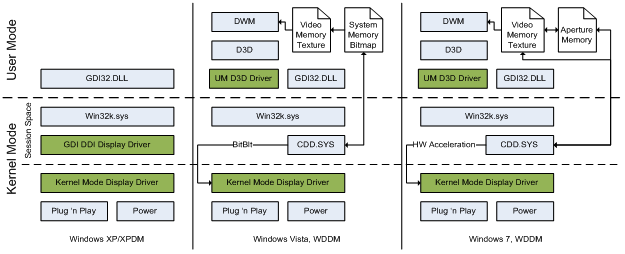 User Mode
Kernel Mode
Session Space
GDI32.DLL
Win32k.sys
GDI DDI Display Driver
Kernel Mode Display Driver
Plug 'n Play
Power
Windows XP/XPDM
DWM
Video
Memory
Texture
System
Memory
Bitmap
D3D
UM D3D Driver
GDI32.DLL
Win32k.sys
BitBlt
CDD.SYS
Kernel Mode Display Driver
Plug 'n Play
Power
Windows Vista, WDDM
DWM
Video
Memory
Texture
Aperture
Memory
D3D
UM D3D Driver
GDI32.DLL
Win32k.sys
HW Acceleration
CDD.SYS
Kernel Mode Display Driver
Plug 'n Play
Power
Windows 7, WDDM